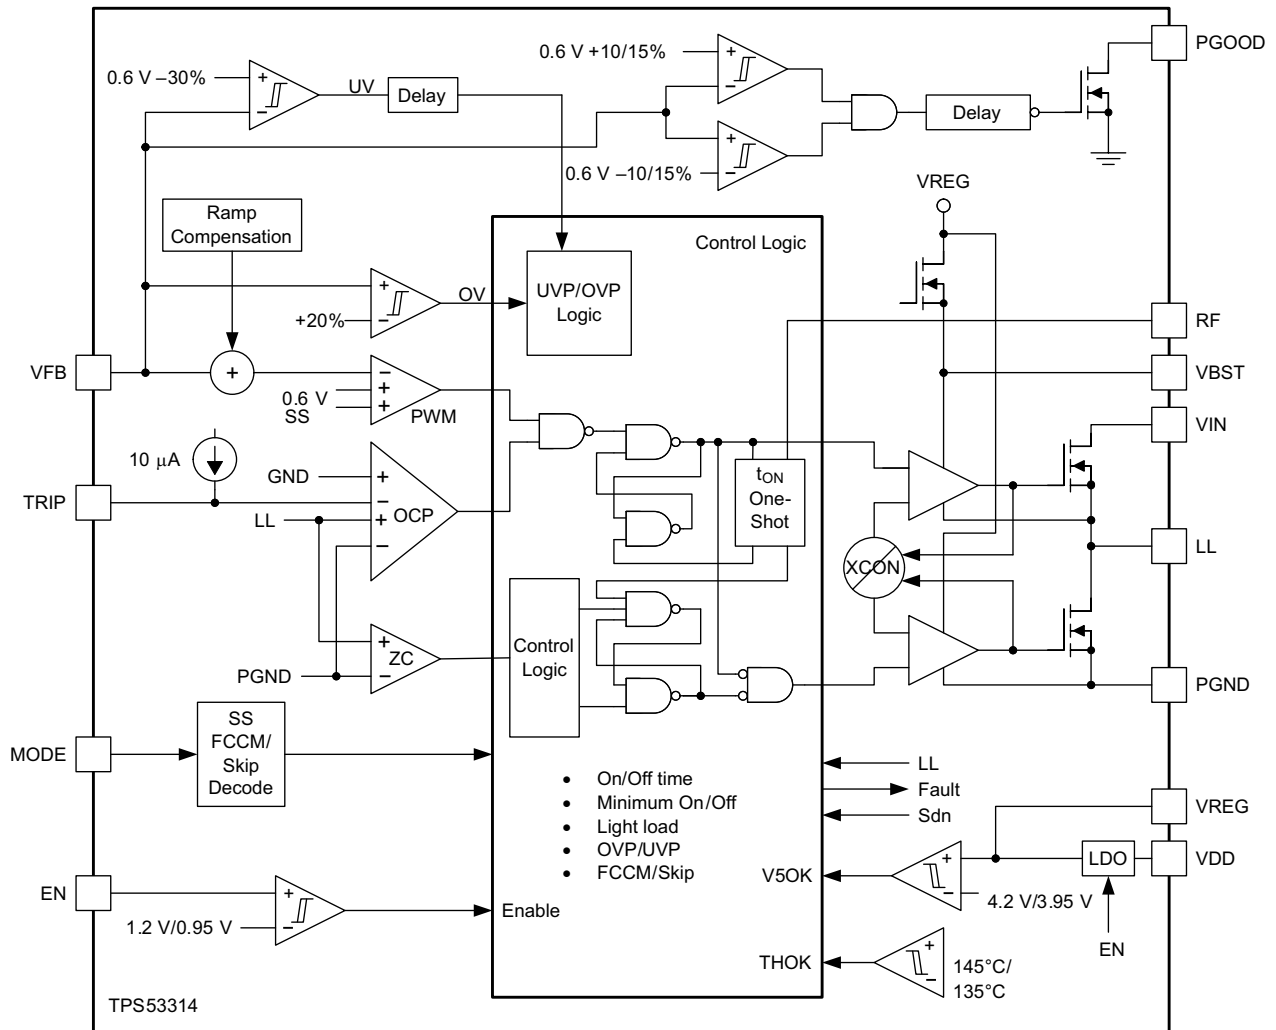 PGOOD
0.6 V +10/15%
+
−
0.6 V –30%
+
−
UV
Delay
Delay
+
−
0.6 V –10/15%
VREG
Ramp
Compensation
Control Logic
+
−
+20%
OV
UVP/OVP
Logic
RF
VFB
+
−
+
+
0.6 V
SS
PWM
VBST
VIN
10 µA
GND
TRIP
LL
+
−
+
−
OCP
tON
One-
Shot
XCON
LL
Control
Logic
+
−
ZC
PGND
PGND
MODE
SS
FCCM/
Skip
Decode
• On/Off time
• Minimum On/Off
• Light load
• OVP/UVP
• FCCM/Skip
LL
Fault
Sdn
VREG
LDO
VDD
V5OK
+
−
4.2 V/3.95 V
EN
EN
+
−
1.2 V/0.95 V
Enable
THOK
+
−
145°C/
135°C
TPS53314